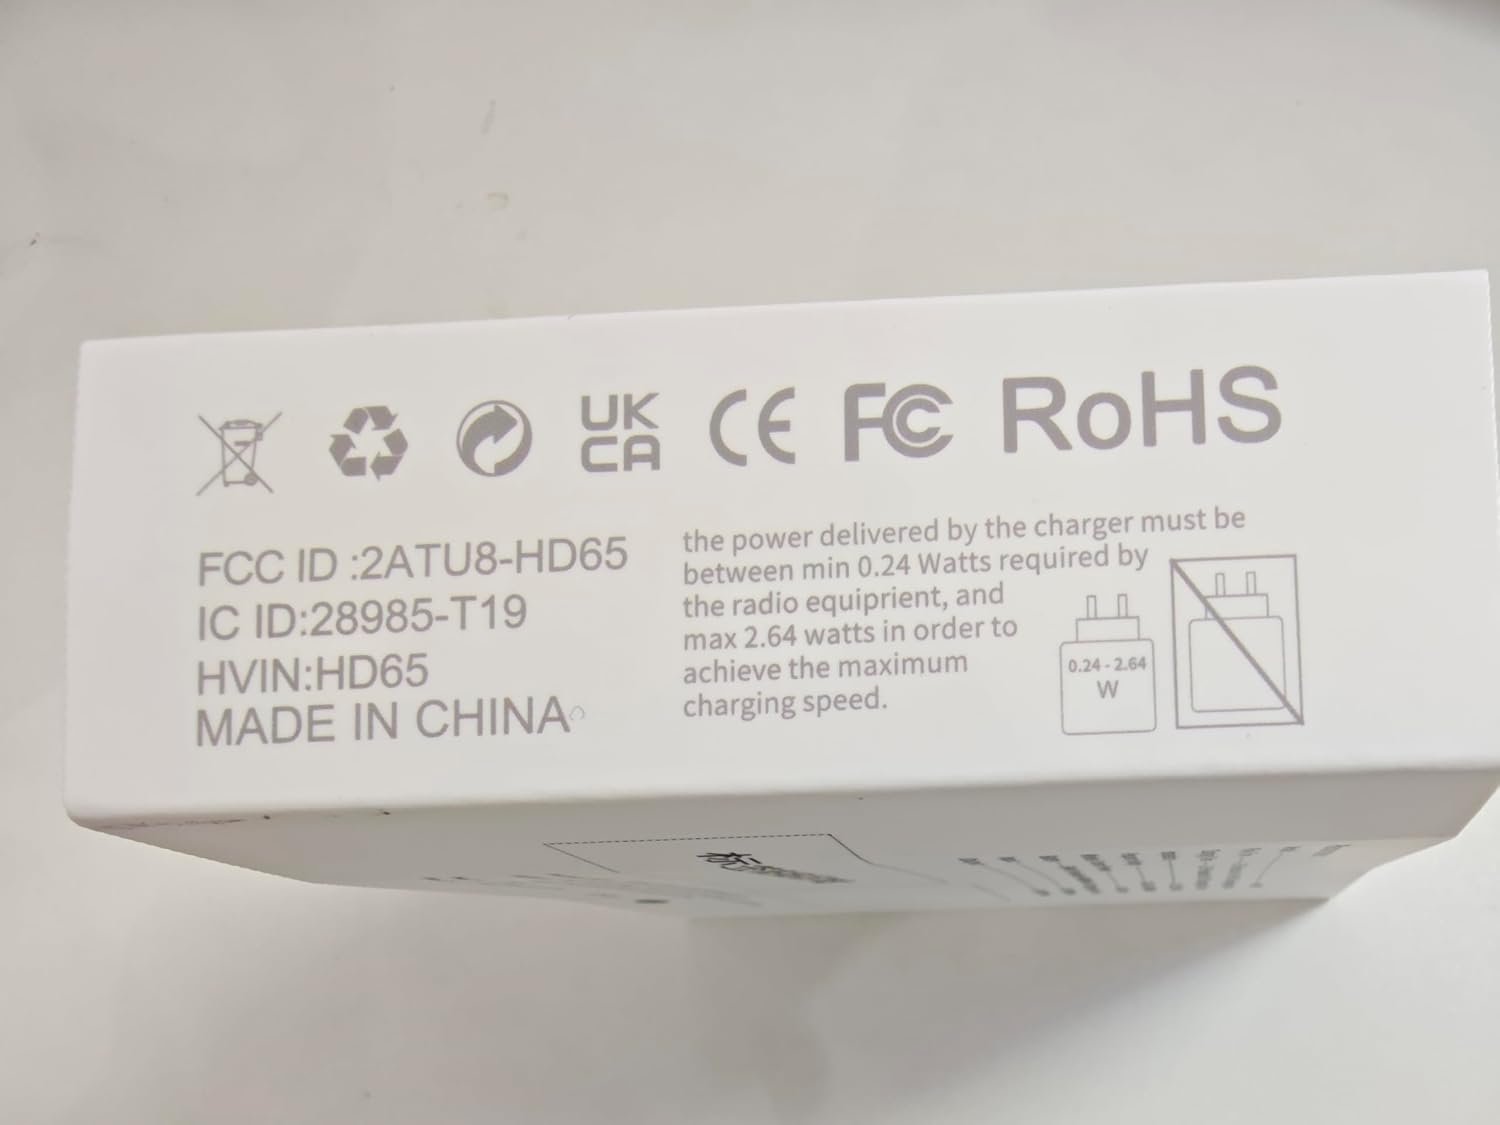 UK
CA
CE
FC
RoHS
FCC ID :2ATU8-HD65
IC ID:28985-T19
HVIN:HD65
MADE IN CHINA
the power delivered by the charger must be
between min 0.24 Watts required by
the radio equiprient, and
max 2.64 watts in order to
achieve the maximum
charging speed.
0.24 - 2.64
W